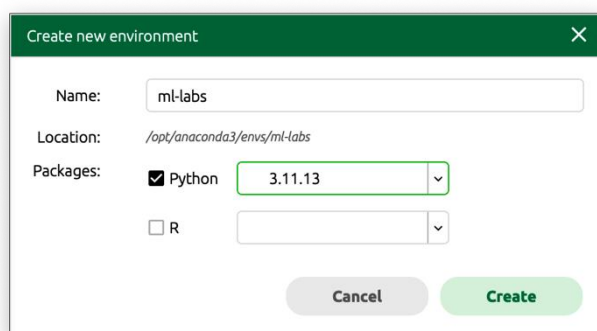 Create new environment
Name: ml-labs
Location: /opt/anaconda3/envs/ml-labs
Packages: Python 3.11.13
R
Cancel Create